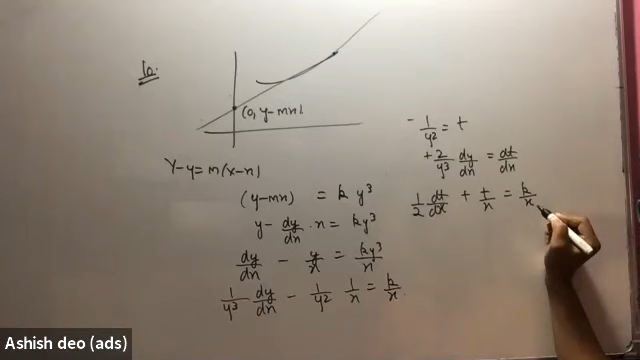 10.
(0, y-mx).
Y-y=m(x-x)
(y-mx) = k y³
y - dy/dx . x = ky³
dy/dx - y/x = ky³/x
1/y³ dy/dx - 1/y² 1/x = k/x.
- 1/y² = t
+ 2/y³ dy/dx = dt/dx
1/2 dt/dx + t/x = k/x
Ashish deo (ads)